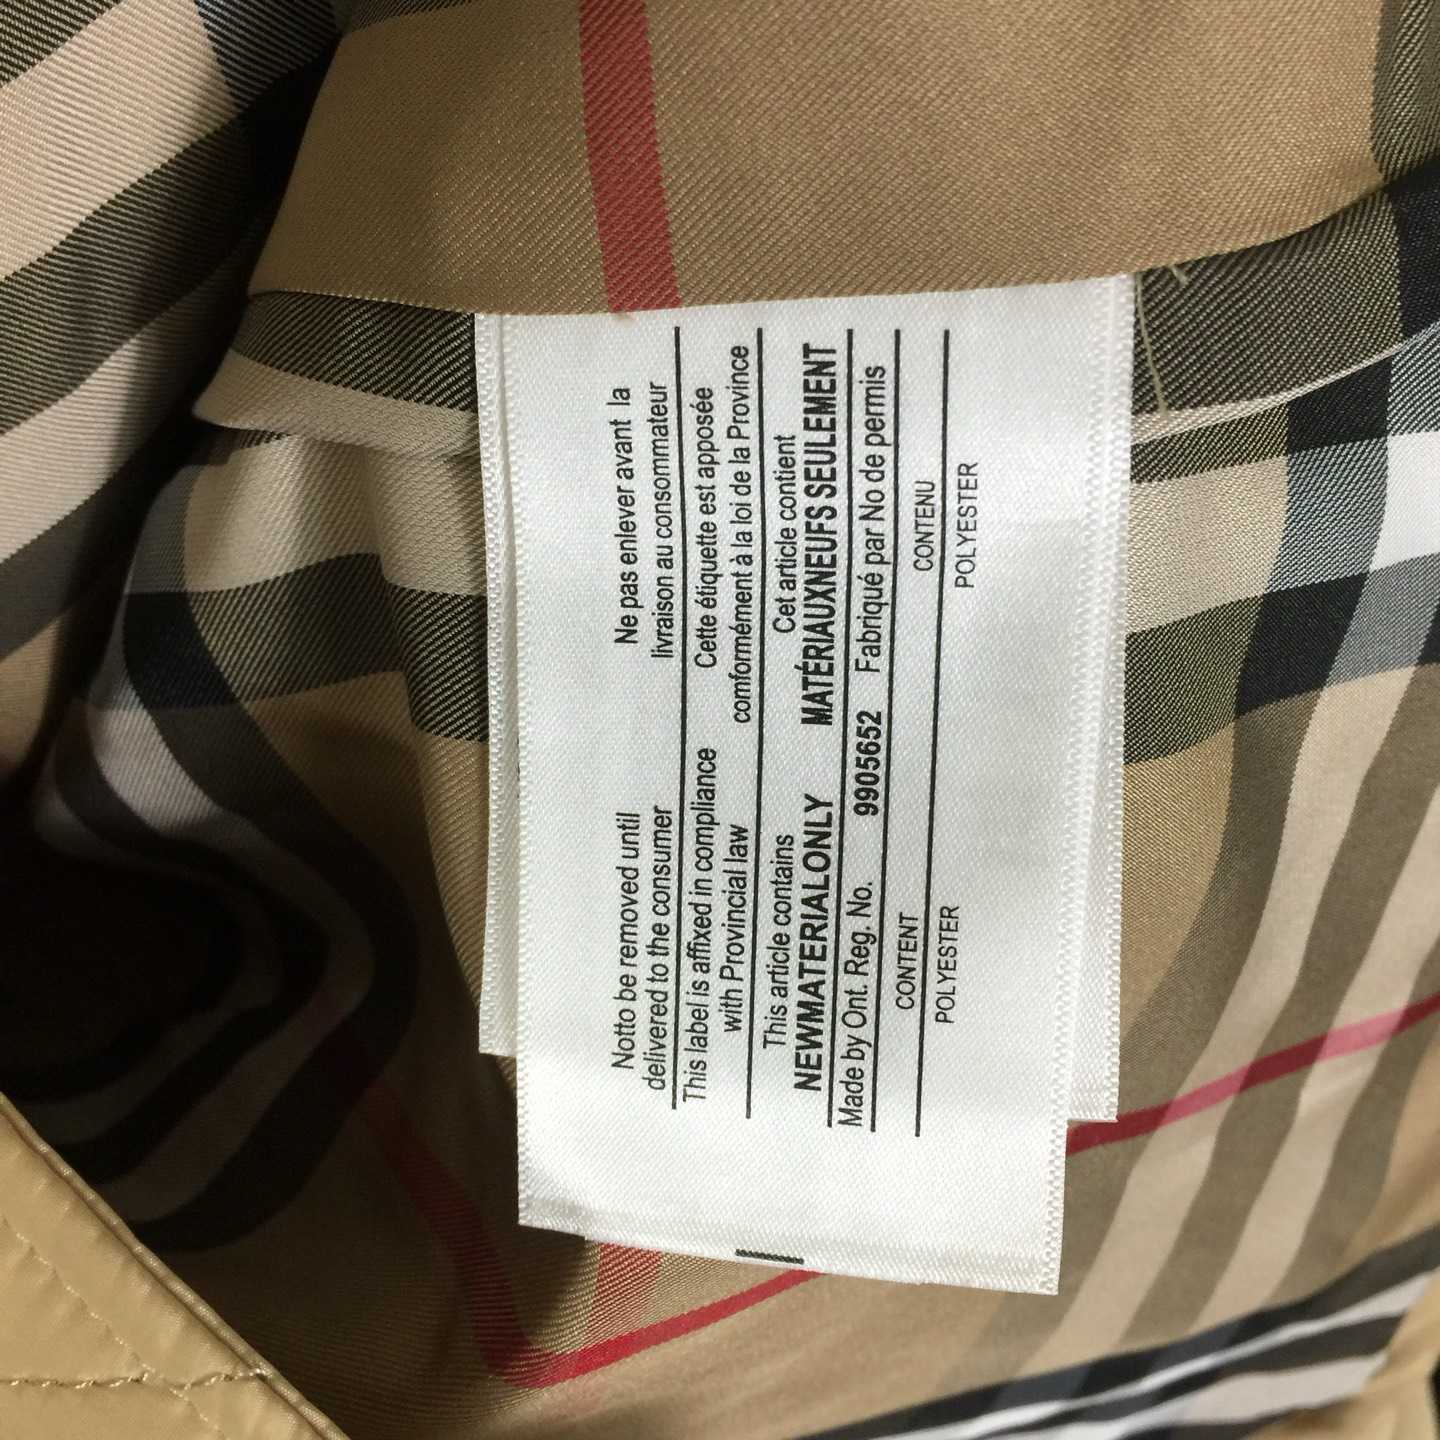 Notto be removed until
delivered to the consumer
Ne pas enlever avant la
livraison au consommateur
This label is affixed in compliance
with Provincial law
Cette étiquette est apposée
comformément à la loi de la Province
This article contains
NEWMATERIALONLY
Cet article contient
MATÉRIAUXNEUFS SEULEMENT
Made by Ont. Reg. No. 9905652 Fabriqué par No de permis
CONTENT CONTENU
POLYESTER POLYESTER